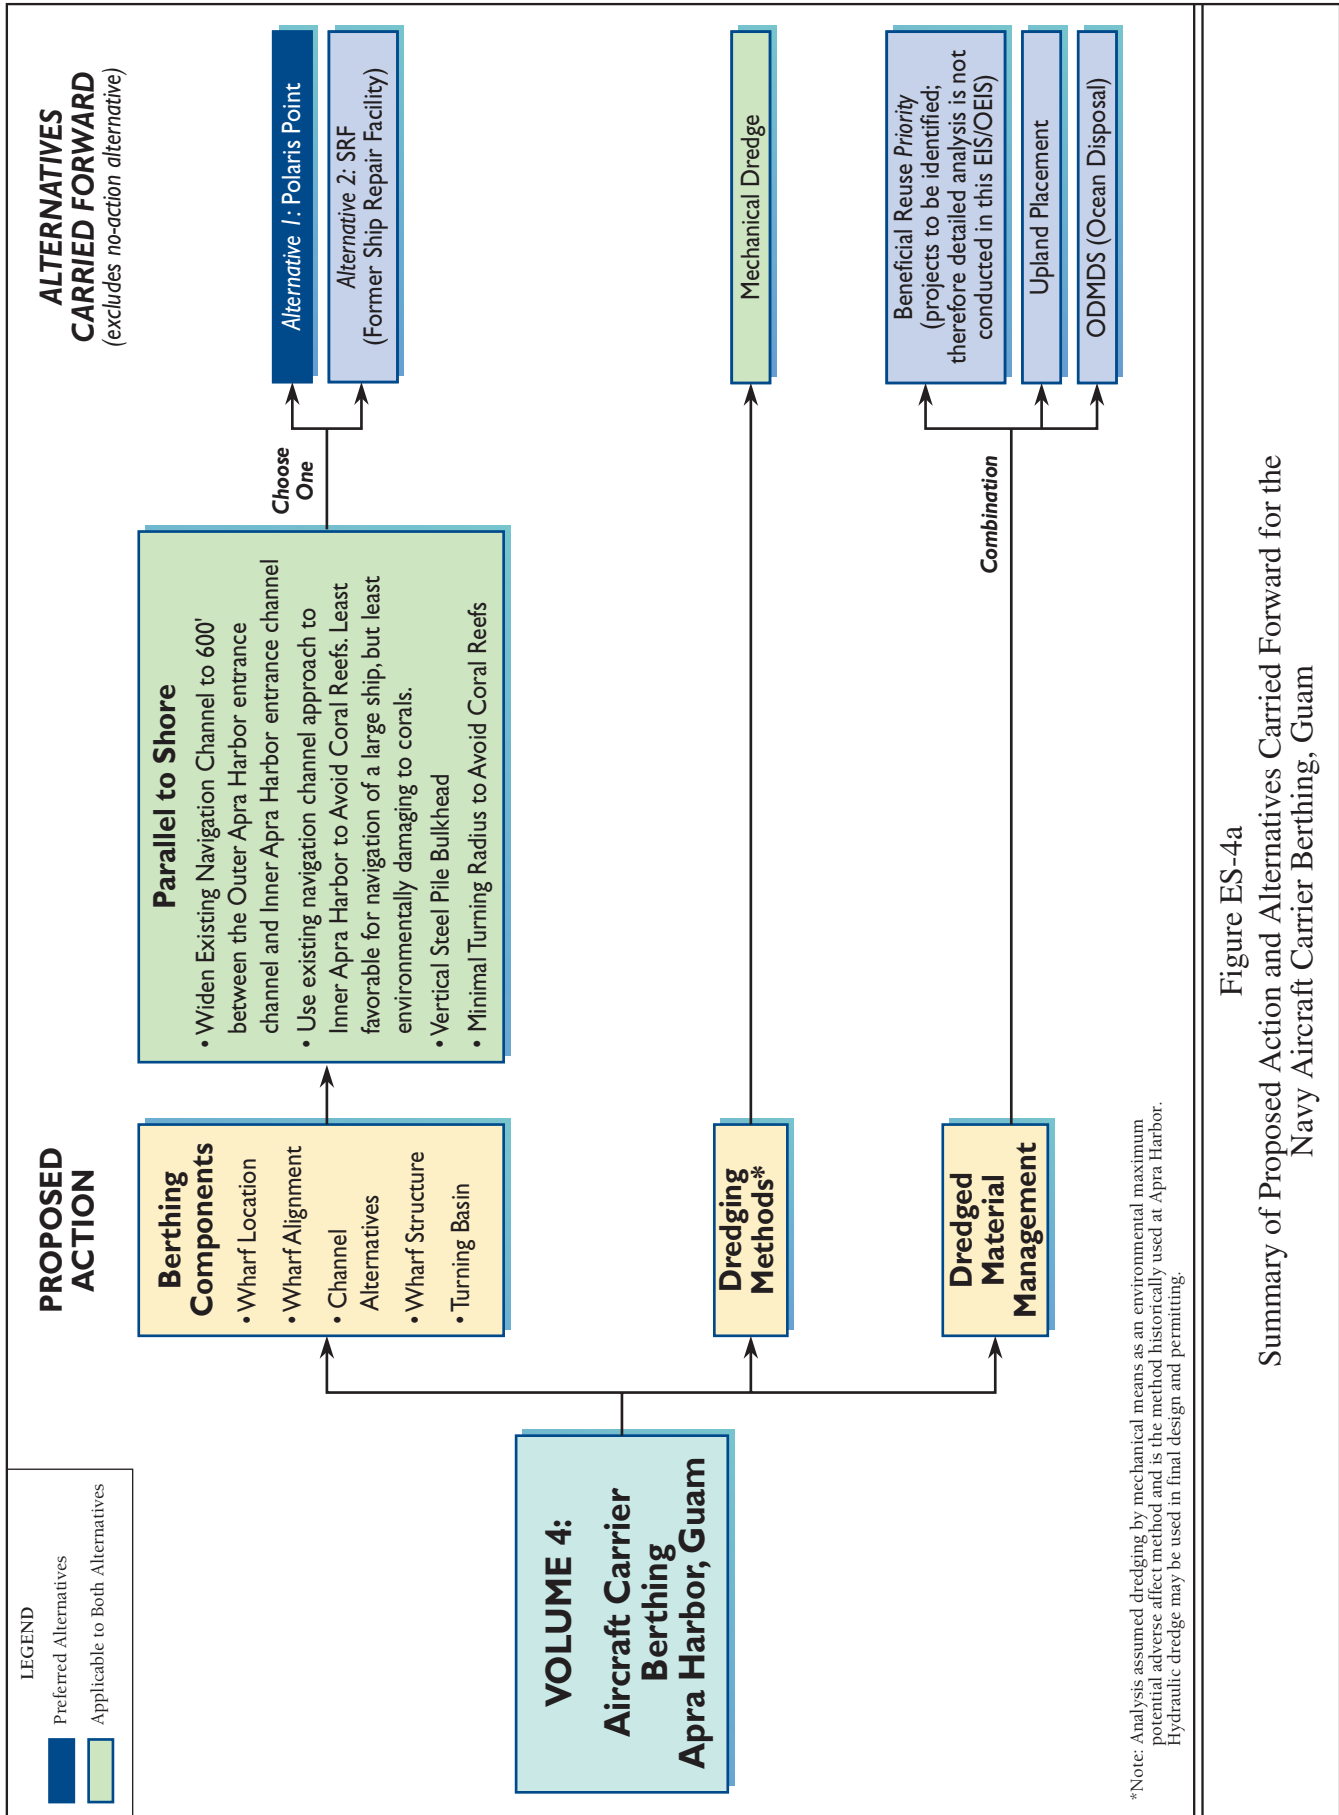 LEGEND
Preferred Alternatives
Applicable to Both Alternatives
PROPOSED
ACTION
ALTERNATIVES
CARRIED FORWARD
(excludes no-action alternative)
VOLUME 4:
Aircraft Carrier
Berthing
Apra Harbor, Guam
Berthing
Components
• Wharf Location
• Wharf Alignment
• Channel
Alternatives
• Wharf Structure
• Turning Basin
Parallel to Shore
• Widen Existing Navigation Channel to 600'
between the Outer Apra Harbor entrance
channel and Inner Apra Harbor entrance channel
• Use existing navigation channel approach to
Inner Apra Harbor to Avoid Coral Reefs. Least
favorable for navigation of a large ship, but least
environmentally damaging to corals.
• Vertical Steel Pile Bulkhead
• Minimal Turning Radius to Avoid Coral Reefs
Choose
One
Alternative 1: Polaris Point
Alternative 2: SRF
(Former Ship Repair Facility)
Dredging
Methods*
Mechanical Dredge
Dredged
Material
Management
Combination
Beneficial Reuse Priority
(projects to be identified;
therefore detailed analysis is not
conducted in this EIS/OEIS)
Upland Placement
ODMDS (Ocean Disposal)
*Note: Analysis assumed dredging by mechanical means as an environmental maximum
potential adverse affect method and is the method historically used at Apra Harbor.
Hydraulic dredge may be used in final design and permitting.
Figure ES-4a
Summary of Proposed Action and Alternatives Carried Forward for the
Navy Aircraft Carrier Berthing, Guam